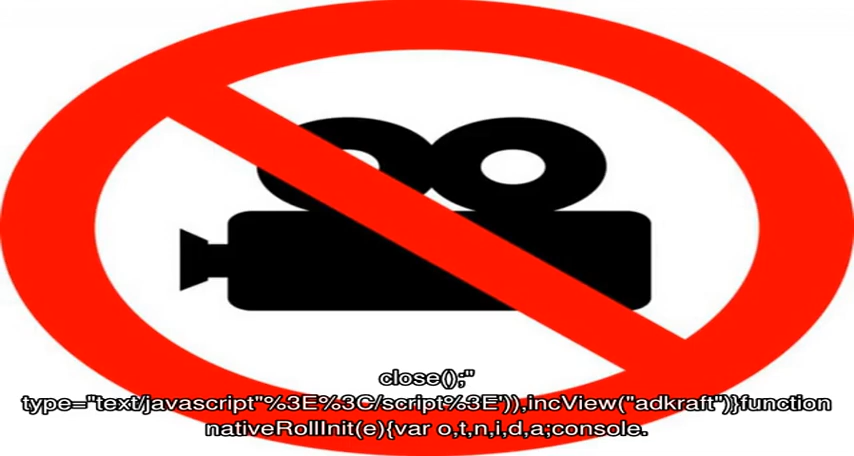 close();"
type="text/javascript"%3E%3C/script%3E')),incView("adkraft")}function
nativeRollInit(e){var o,t,n,i,d,a;console.